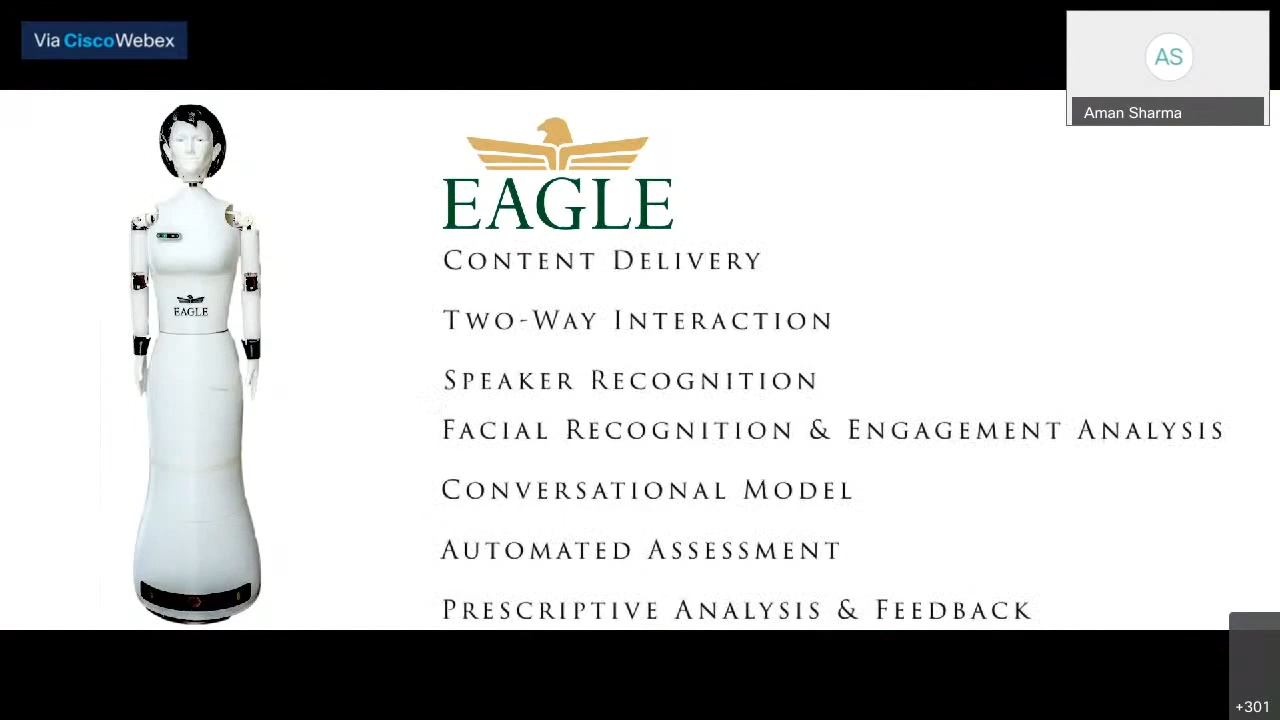 Via CiscoWebex
AS
Aman Sharma
EAGLE
CONTENT DELIVERY
TWO-WAY INTERACTION
SPEAKER RECOGNITION
FACIAL RECOGNITION & ENGAGEMENT ANALYSIS
CONVERSATIONAL MODEL
AUTOMATED ASSESSMENT
PRESCRIPTIVE ANALYSIS & FEEDBACK
EAGLE
+301